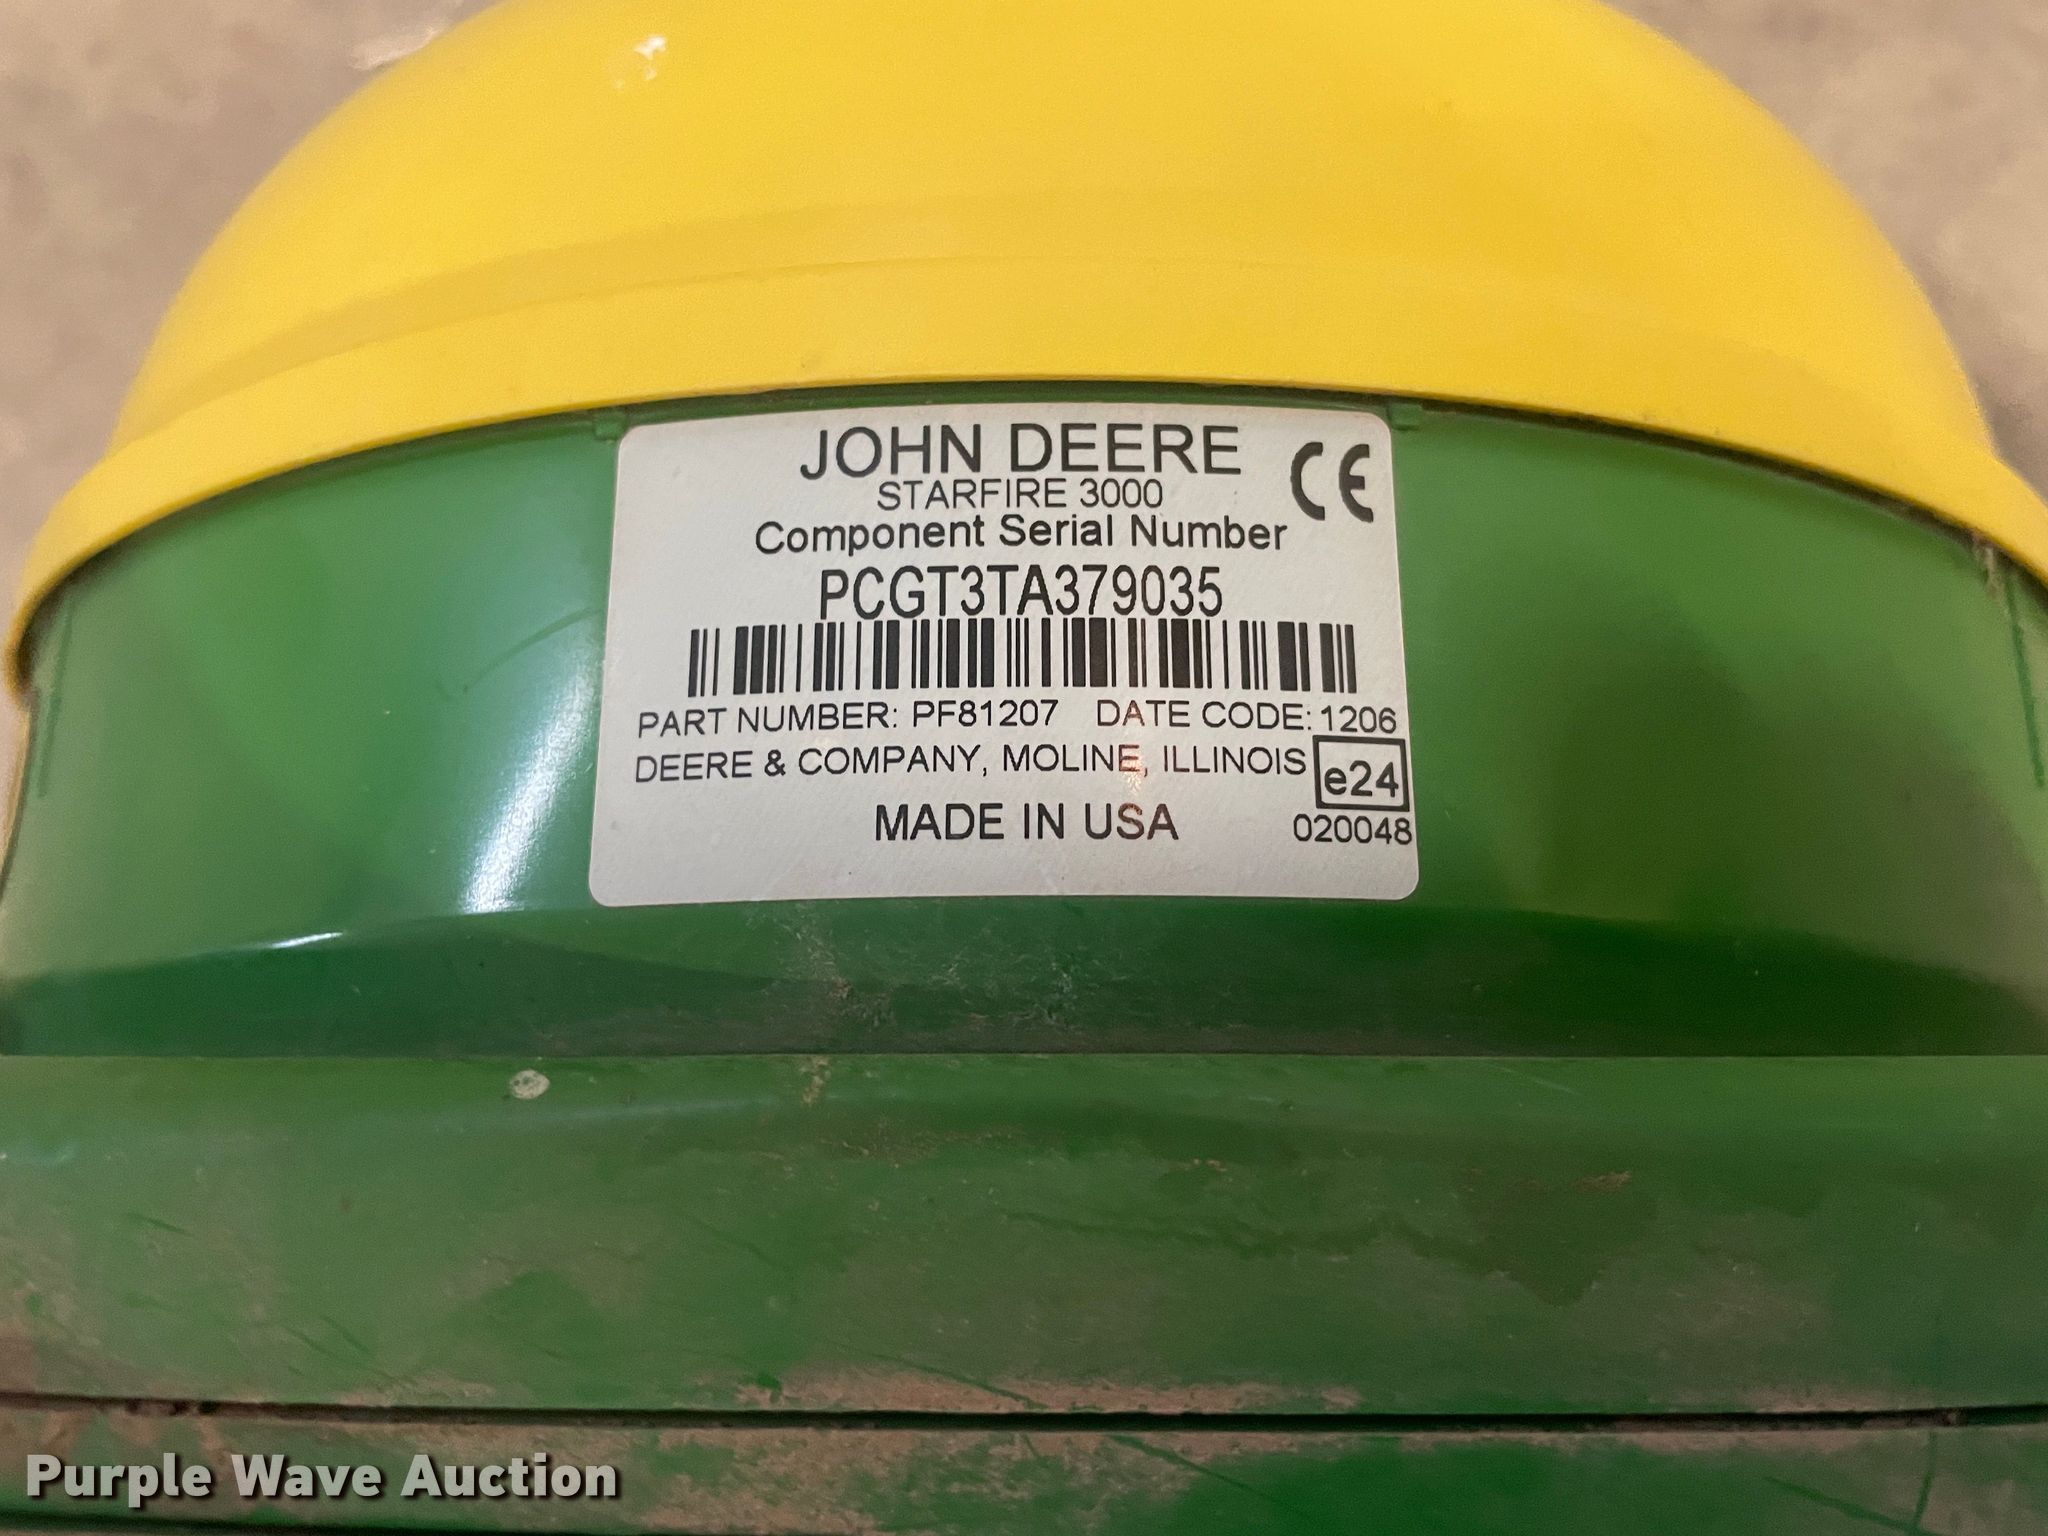 JOHN DEERE
CE
STARFIRE 3000
Component Serial Number
PCGT3TA379035
PART NUMBER: PF81207 DATE CODE: 1206
DEERE & COMPANY, MOLINE, ILLINOIS
e24
MADE IN USA
020048
Purple Wave Auction